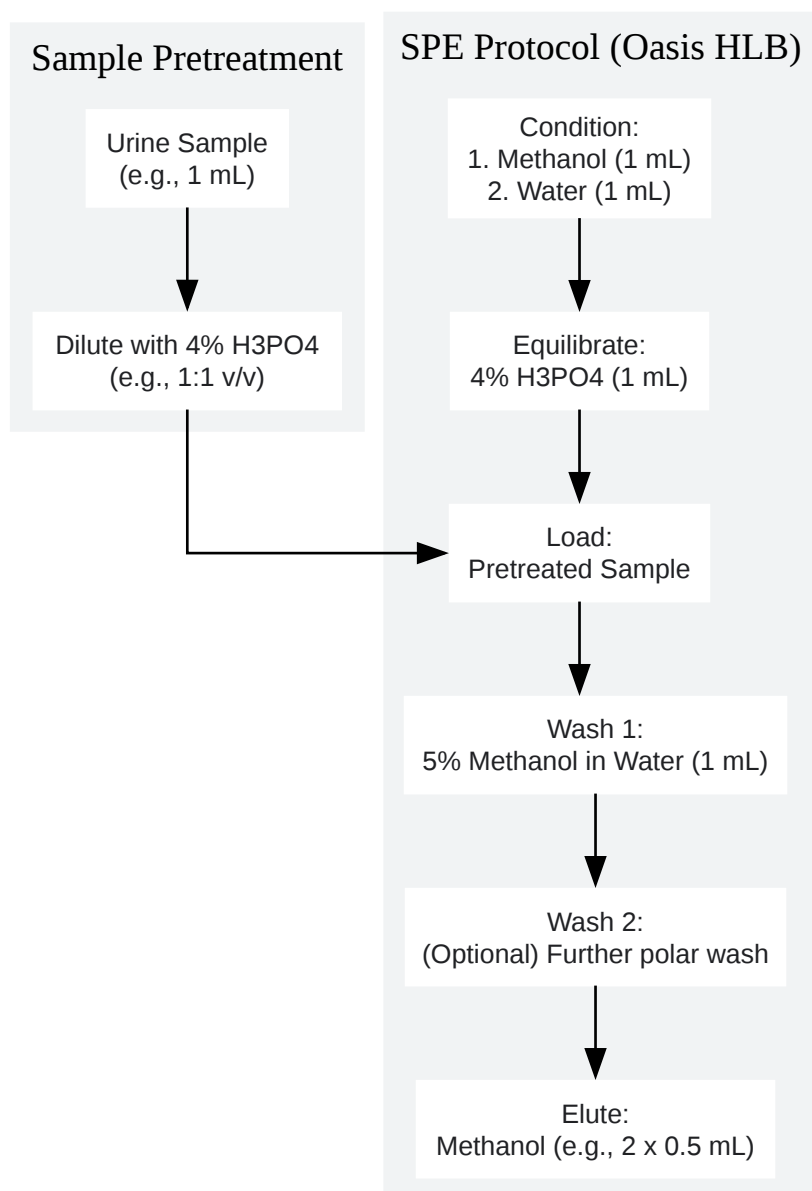 Sample Pretreatment
Urine Sample
(e.g., 1 mL)
Dilute with 4% H3PO4
(e.g., 1:1 v/v)
SPE Protocol (Oasis HLB)
Condition:
1. Methanol (1 mL)
2. Water (1 mL)
Equilibrate:
4% H3PO4 (1 mL)
Load:
Pretreated Sample
Wash 1:
5% Methanol in Water (1 mL)
Wash 2:
(Optional) Further polar wash
Elute:
Methanol (e.g., 2 x 0.5 mL)